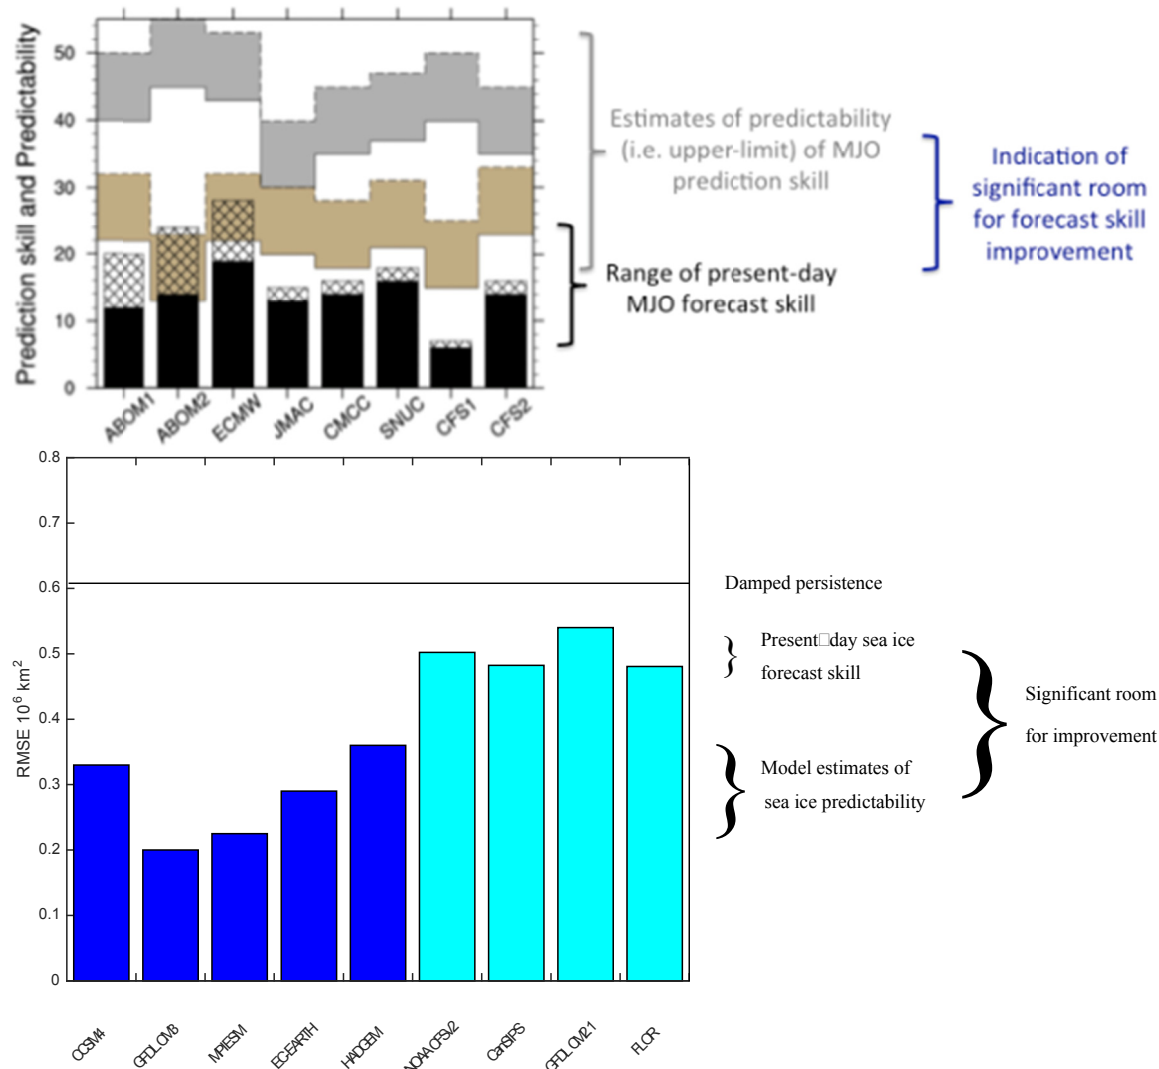 Prediction skill and Predictability
50
40
30
20
10
0
ABOM1
ABOM2
ECMW
JMAC
CMCC
SNUC
CFS1
CFS2
Estimates of predictability
(i.e. upper-limit) of MJO
prediction skill
Range of present-day
MJO forecast skill
Indication of
significant room
for forecast skill
improvement
RMSE 10⁶ km²
0.8
0.7
0.6
0.5
0.4
0.3
0.2
0.1
0
CCSM4
GFDL CM3
MPIESM
EC-EARTH
HADGEM
NOAA CFSv2
CanSIPS
GFDL CM2.1
FLOR
Damped persistence
Present□day sea ice
forecast skill
Model estimates of
sea ice predictability
Significant room
for improvement